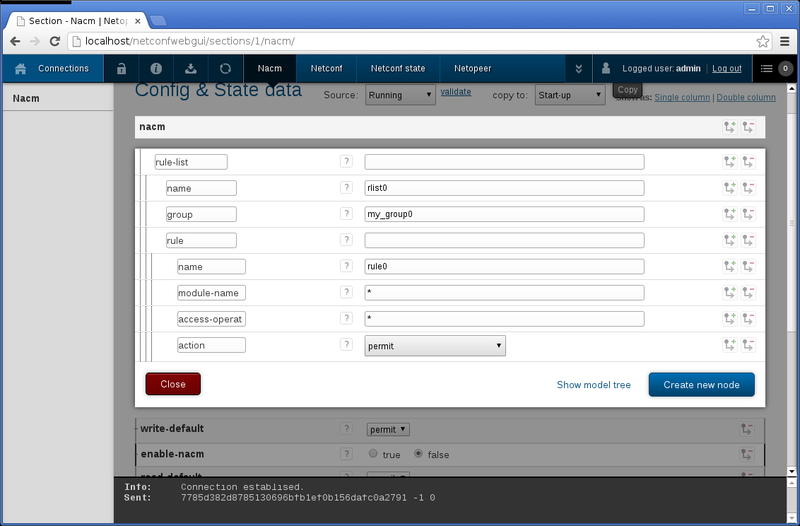 Section - Nacm | Netop
localhost/netconfwebgui/sections/1/nacm/
Connections
Nacm
Netconf
Netconf state
Netopeer
Logged user: admin
Log out
0
Nacm
Config & State data
Source:
Running
validate
copy to:
Start-up
Copy
Single column | Double column
nacm
rule-list
?
name
?
rlist0
group
?
my_group0
rule
?
name
?
rule0
module-name
?
*
access-operat
?
*
action
?
permit
Close
Show model tree
Create new node
write-default
?
permit
enable-nacm
?
true
false
read-default
Info: Connection establised.
Sent: 7785d382d8785130696bfb1ef0b156dafc0a2791 -1 0